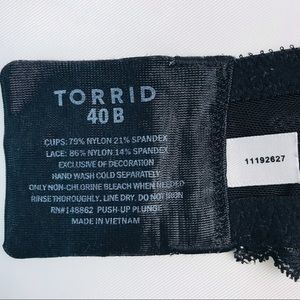 TORRID
40 B
CUPS: 79% NYLON 21% SPANDEX
LACE: 86% NYLON 14% SPANDEX
EXCLUSIVE OF DECORATION
HAND WASH COLD SEPARATELY
ONLY NON-CHLORINE BLEACH WHEN NEEDED
RINSE THOROUGHLY. LINE DRY. DO NOT IRON
RN#148862 PUSH-UP PLUNGE
MADE IN VIETNAM
11192627